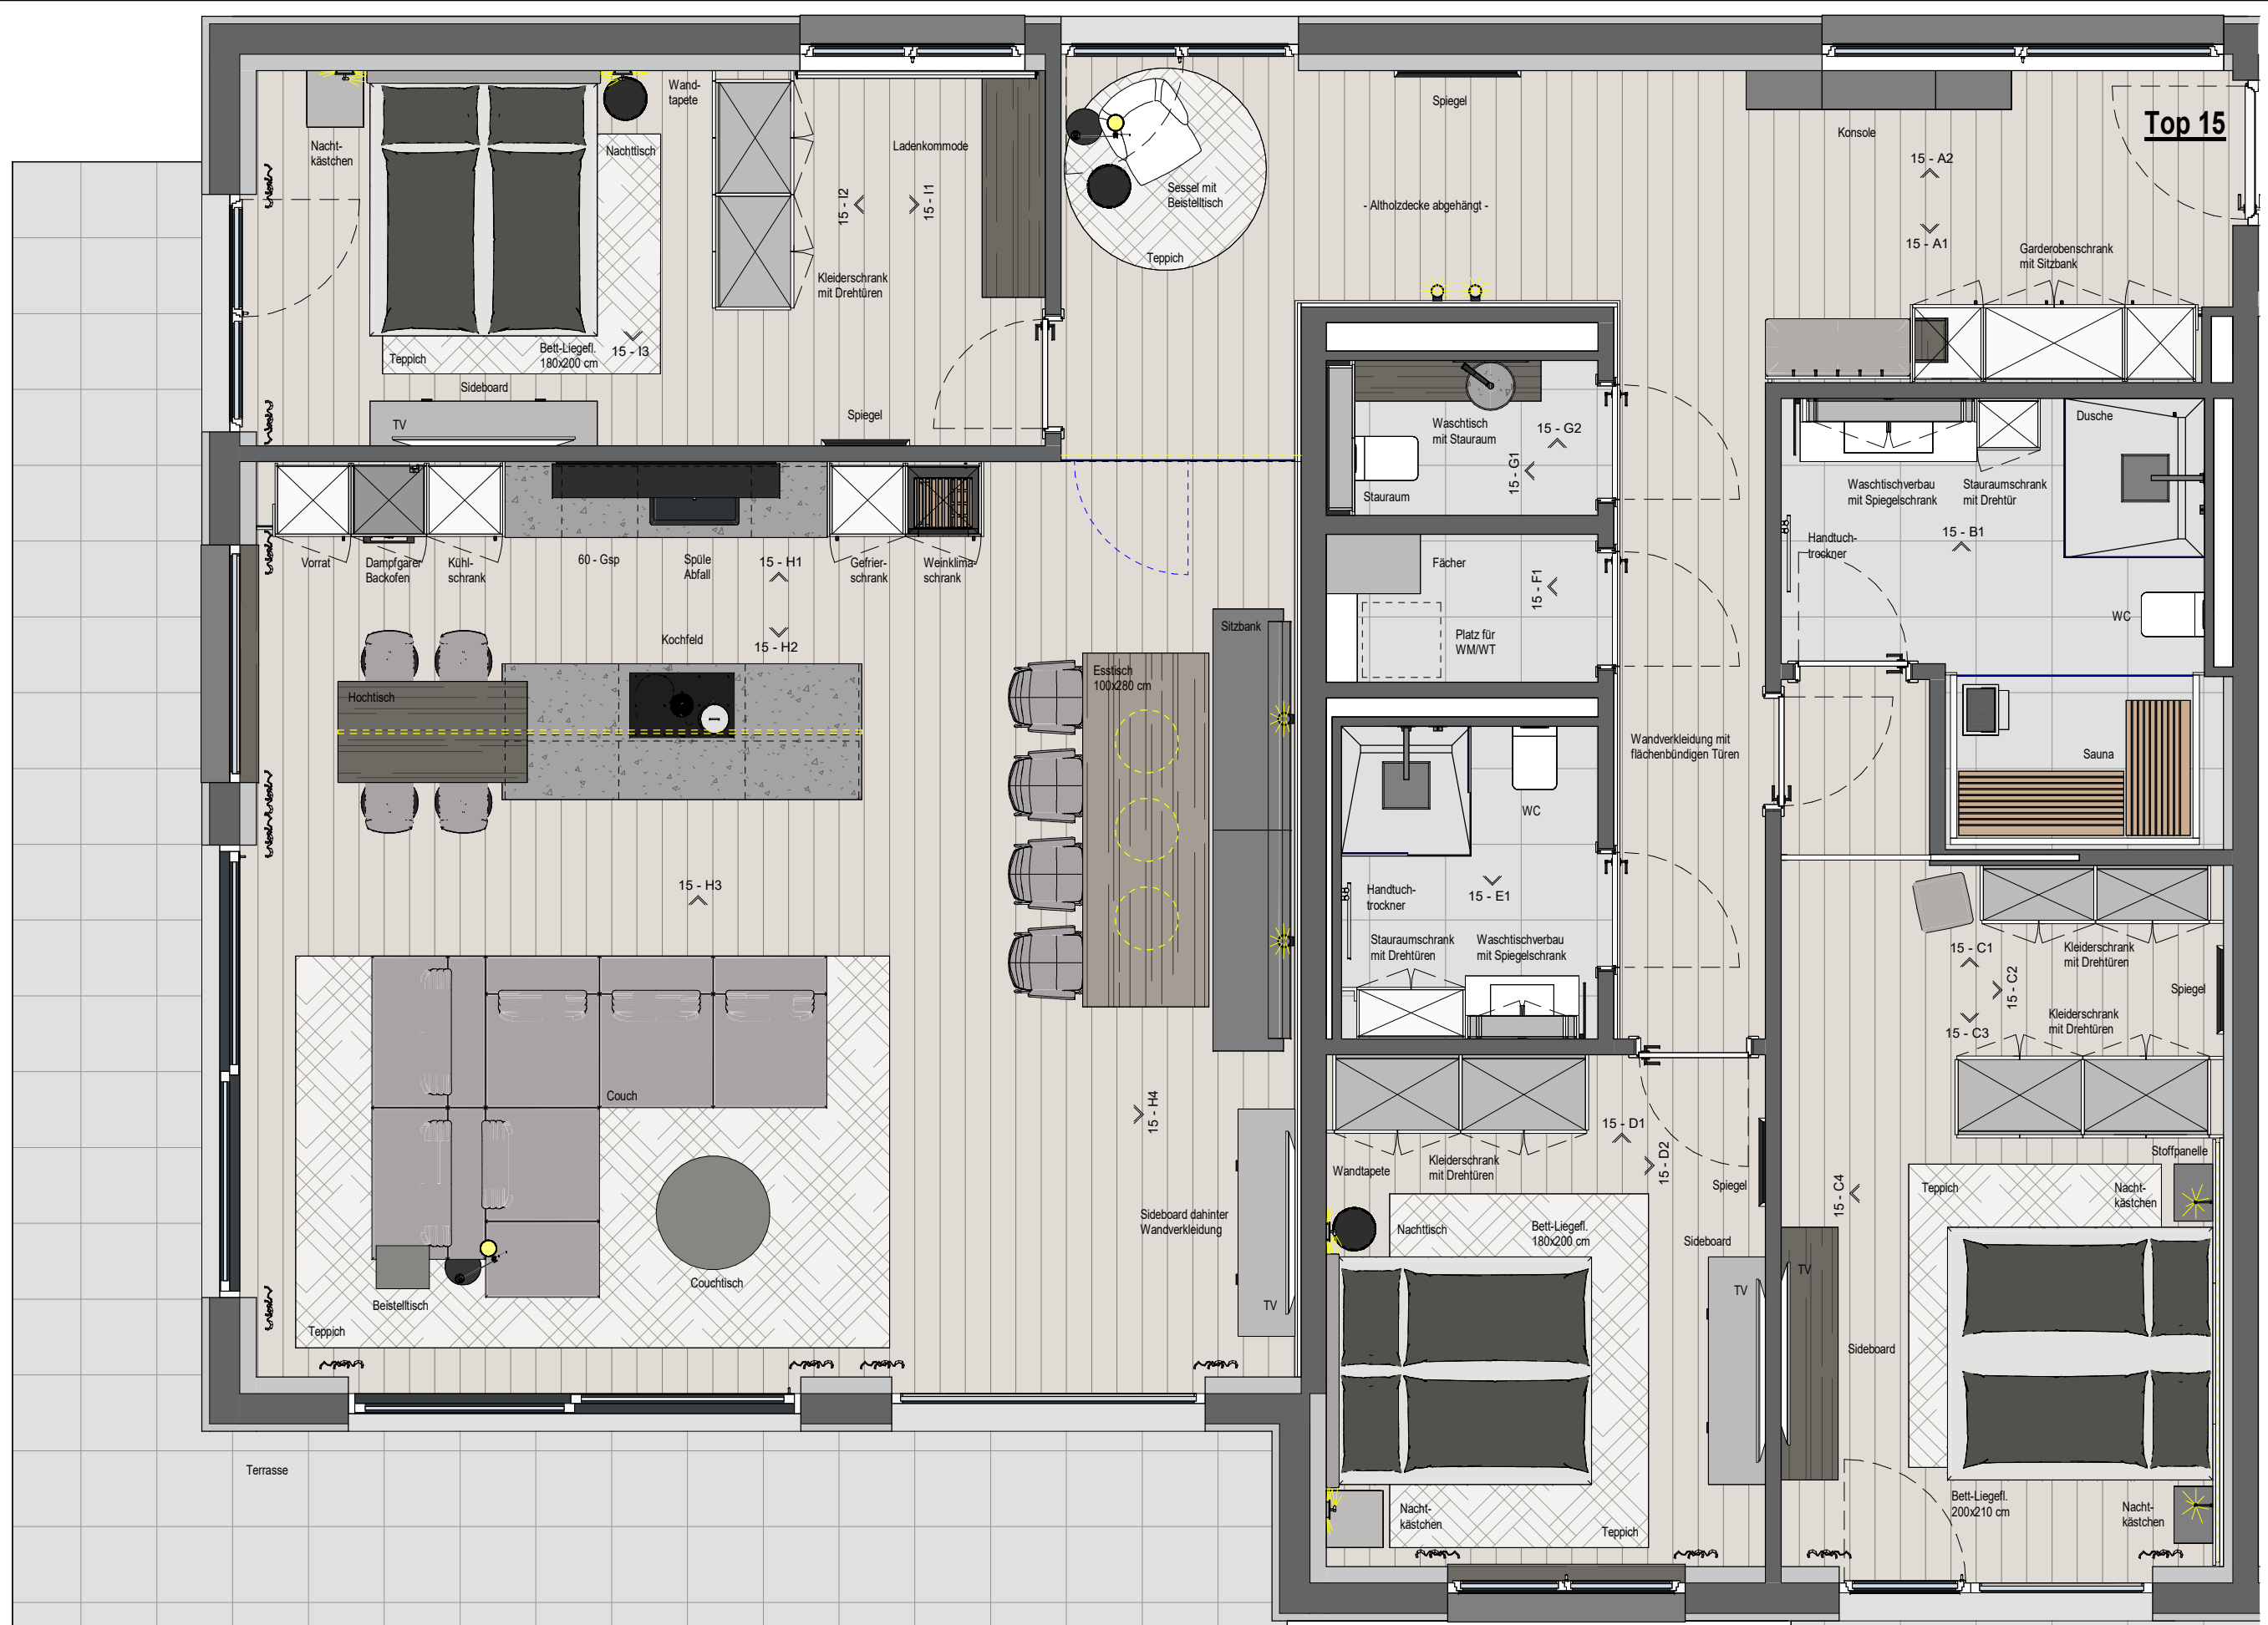 Top 15
Nacht-
kästchen
Wand-
tapete
Nachttisch
Teppich
Bett-Liegefl.
180x200 cm
15 - I3
Sideboard
TV
Ladenkommode
15 - I2
15 - I1
Kleiderschrank
mit Drehtüren
Spiegel
Sessel mit
Beistelltisch
Teppich
Spiegel
- Altholzdecke abgehängt -
Konsole
15 - A2
15 - A1
Garderobenschrank
mit Sitzbank
Waschtisch
mit Stauraum
15 - G2
15 - G1
Stauraum
Fächer
15 - F1
Platz für
WM/WT
Dusche
Waschtischverbau
mit Spiegelschrank
Stauraumschrank
mit Drehtür
15 - B1
Handtuch-
trockner
WC
Sauna
Vorrat
Dampfgarer
Backofen
Kühl-
schrank
60 - Gsp
Spüle
Abfall
15 - H1
Gefrier-
schrank
Weinklima-
schrank
15 - H2
Kochfeld
Hochtisch
Sitzbank
Esstisch
100x280 cm
Wandverkleidung mit
flächenbündigen Türen
WC
15 - E1
Handtuch-
trockner
Stauraumschrank
mit Drehtüren
Waschtischverbau
mit Spiegelschrank
15 - H3
Couch
Couchtisch
Beistelltisch
Teppich
15 - H4
Sideboard dahinter
Wandverkleidung
TV
15 - C1
15 - C2
15 - C3
Kleiderschrank
mit Drehtüren
Spiegel
Kleiderschrank
mit Drehtüren
15 - D1
15 - D2
Wandtapete
Kleiderschrank
mit Drehtüren
Spiegel
Nachttisch
Bett-Liegefl.
180x200 cm
Sideboard
TV
Nacht-
kästchen
Teppich
15 - C4
Stoffpanelle
Teppich
Nacht-
kästchen
TV
Sideboard
Bett-Liegefl.
200x210 cm
Nacht-
kästchen
Terrasse